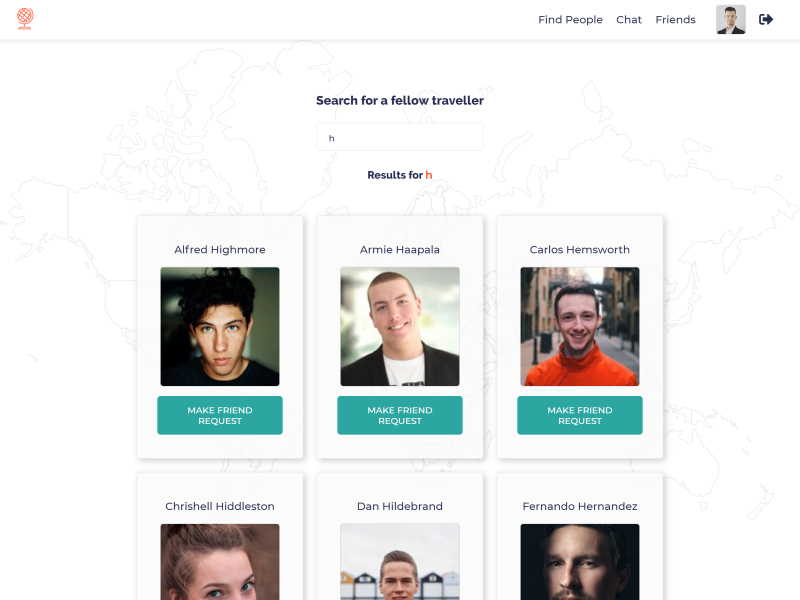 Find People Chat Friends
Search for a fellow traveller
h
Results for h
Alfred Highmore
Armie Haapala
Carlos Hemsworth
MAKE FRIEND
REQUEST
MAKE FRIEND
REQUEST
MAKE FRIEND
REQUEST
Chrishell Hiddleston
Dan Hildebrand
Fernando Hernandez